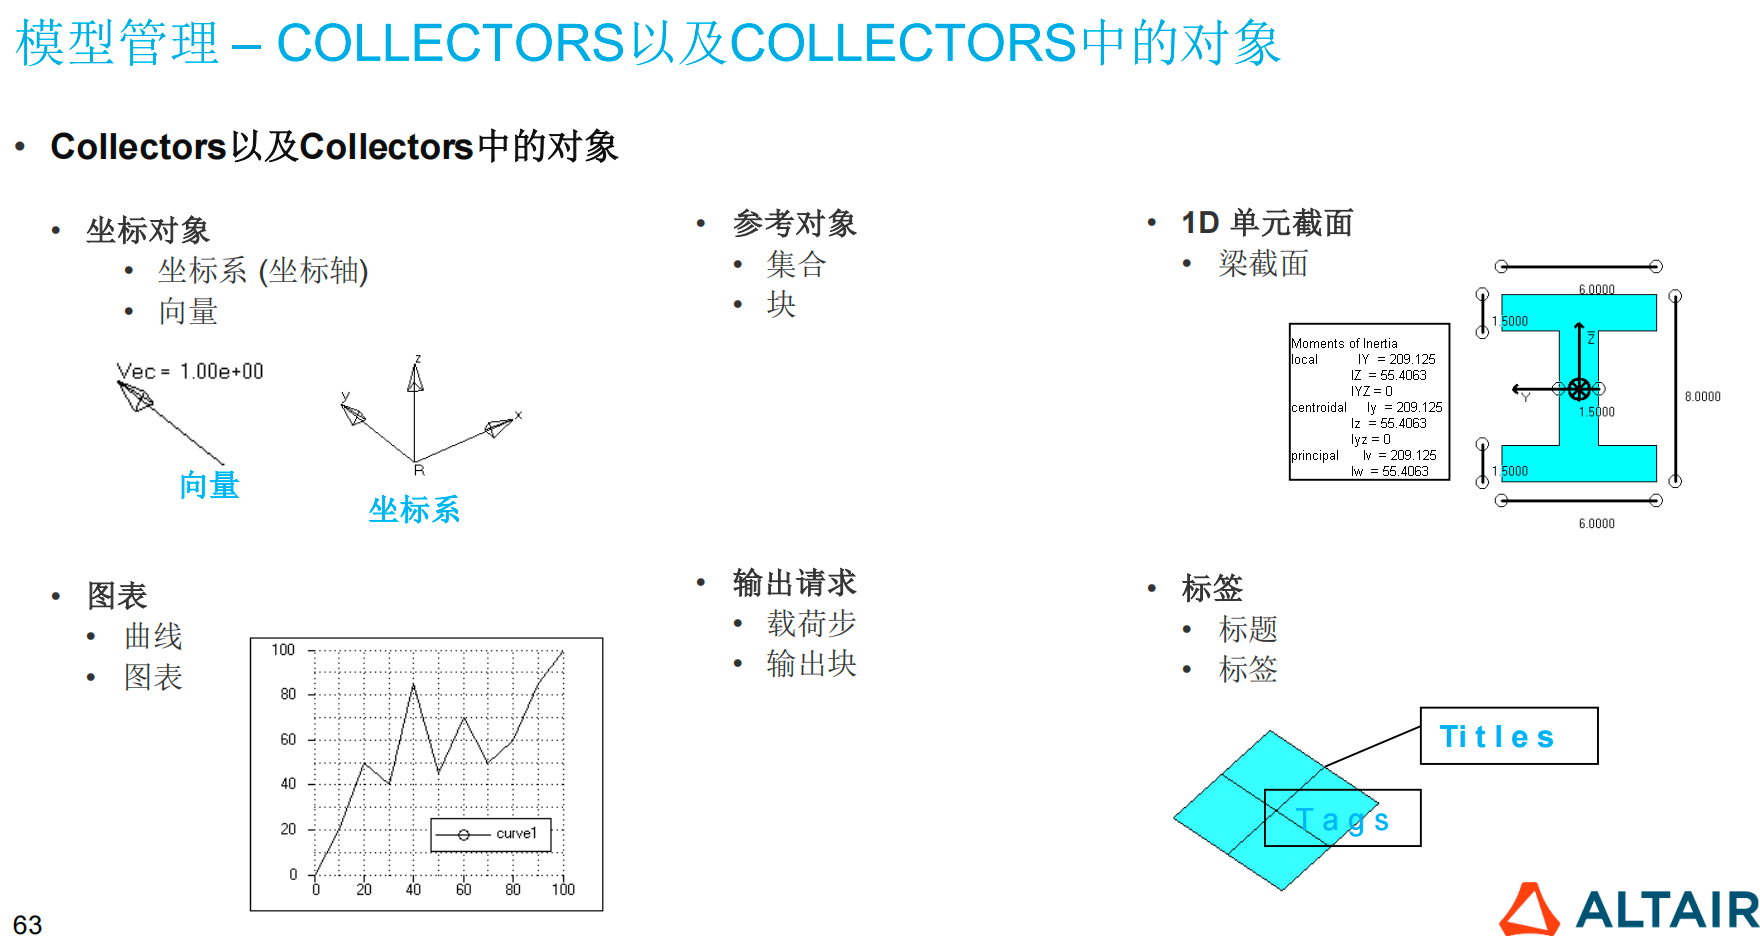 模型管理 – COLLECTORS以及COLLECTORS中的对象
• Collectors以及Collectors中的对象
• 坐标对象
• 坐标系 (坐标轴)
• 向量
Vec = 1.00e+00
向量
z
y
x
R
坐标系
• 参考对象
• 集合
• 块
• 1D 单元截面
• 梁截面
Moments of Inertia
local IY = 209.125
IZ = 55.4063
IYZ = 0
centroidal Iy = 209.125
Iz = 55.4063
Iyz = 0
principal Iv = 209.125
Iw = 55.4063
6.0000
1.5000
Z
Y
1.5000
8.0000
1.5000
6.0000
• 图表
• 曲线
• 图表
100
80
60
40
20
0
0 20 40 60 80 100
curve1
• 输出请求
• 载荷步
• 输出块
• 标签
• 标题
• 标签
Titles
Tags
63
ALTAIR